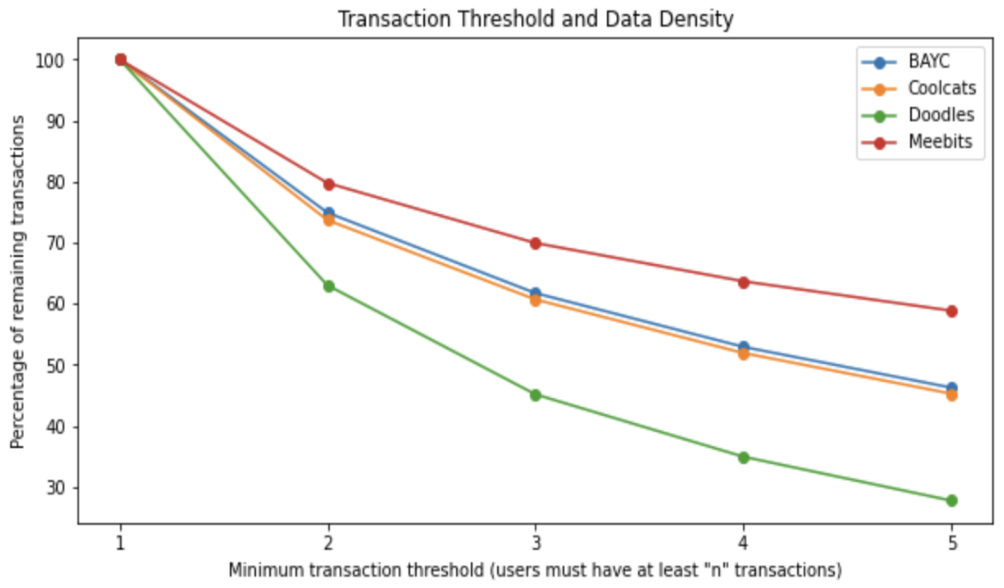 Transaction Threshold and Data Density
BAYC
Coolcats
Doodles
Meebits
Percentage of remaining transactions
100
90
80
70
60
50
40
30
1 2 3 4 5
Minimum transaction threshold (users must have at least "n" transactions)